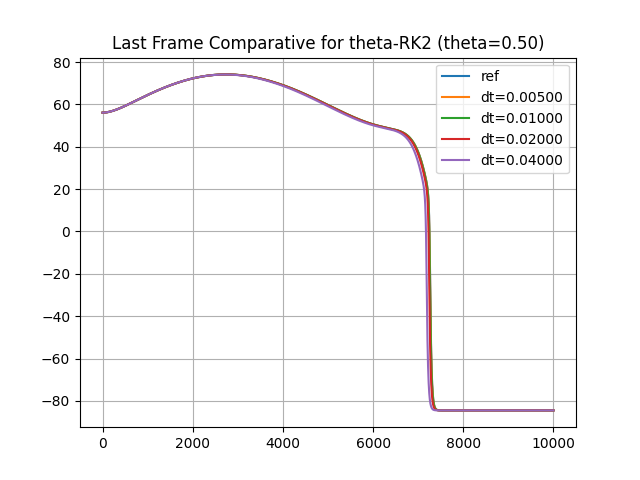 Last Frame Comparative for theta-RK2 (theta=0.50)
80
60
40
20
0
−20
−40
−60
−80
ref
dt=0.00500
dt=0.01000
dt=0.02000
dt=0.04000
0
2000
4000
6000
8000
10000